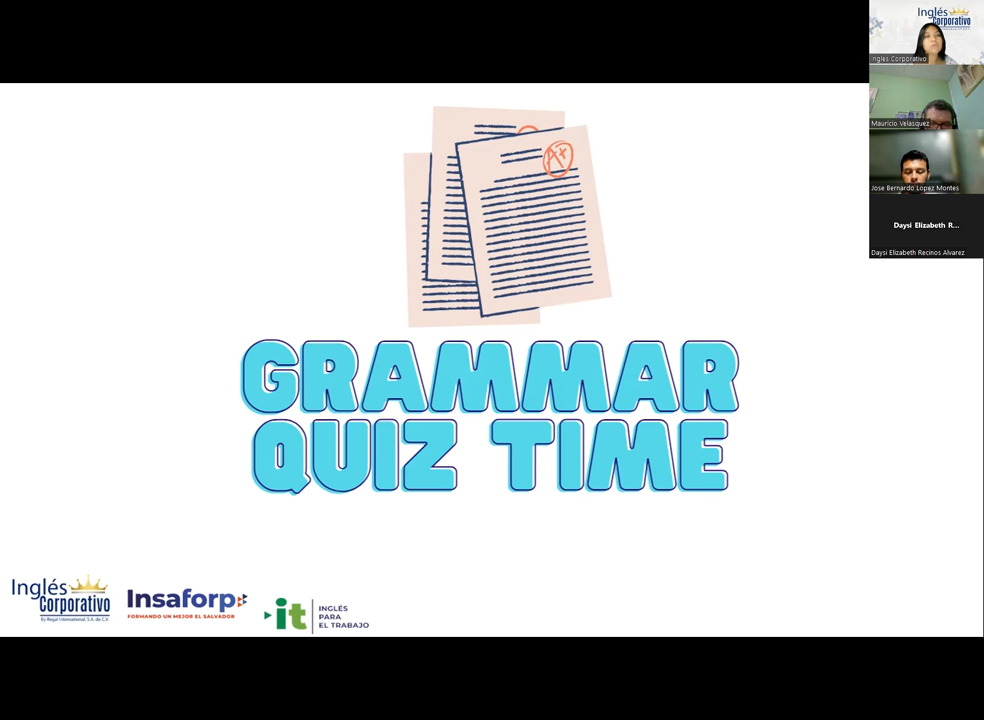 A+
GRAMMAR
QUIZ TIME
Inglés
Corporativo
By Regal International, S.A. de C.V.
Insaforp
FORMANDO UN MEJOR EL SALVADOR
it
INGLÉS
PARA
EL TRABAJO
Inglés
Corporativo
Ingles Corporativo
Mauricio Velasquez
Jose Bernardo Lopez Montes
Daysi Elizabeth R...
Daysi Elizabeth Recinos Alvarez